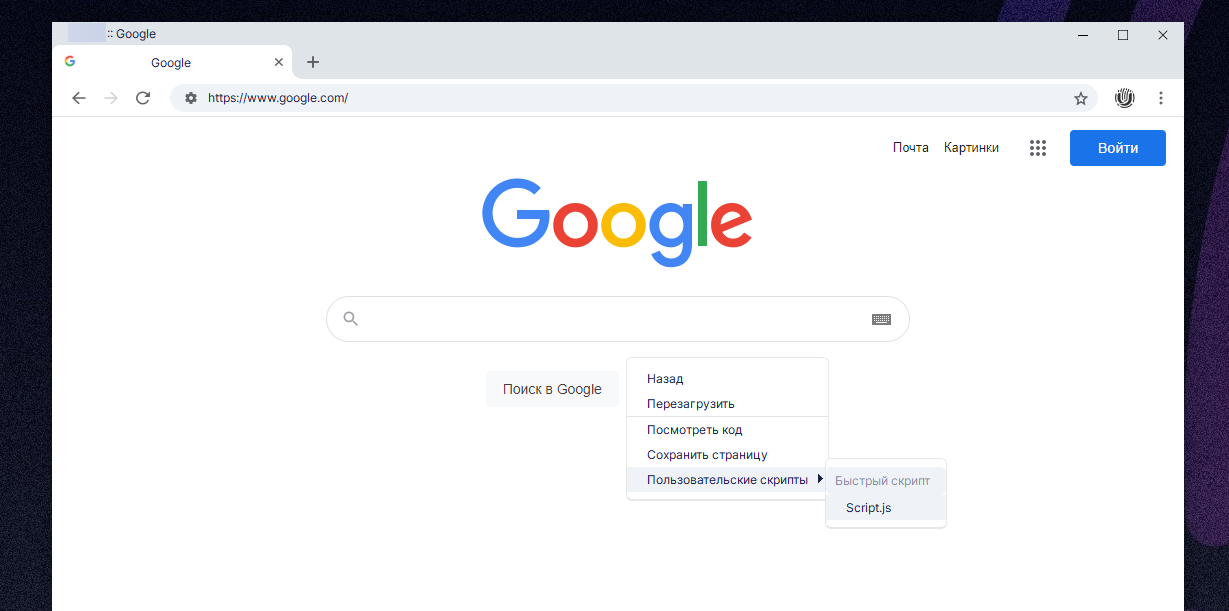 :: Google
Google
https://www.google.com/
Почта Картинки Войти
Google
Поиск в Google
Назад
Перезагрузить
Посмотреть код
Сохранить страницу
Пользовательские скрипты
Быстрый скрипт
Script.js